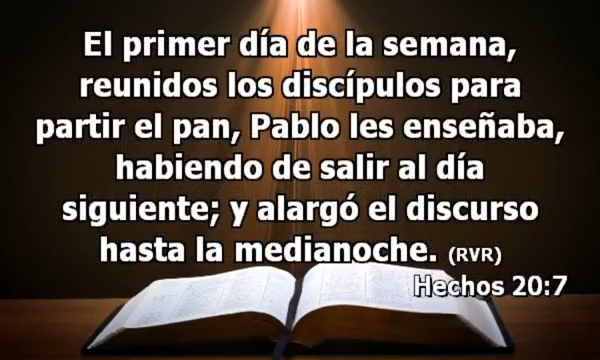 El primer día de la semana,
reunidos los discípulos para
partir el pan, Pablo les enseñaba,
habiendo de salir al día
siguiente; y alargó el discurso
hasta la medianoche. (RVR)
Hechos 20:7